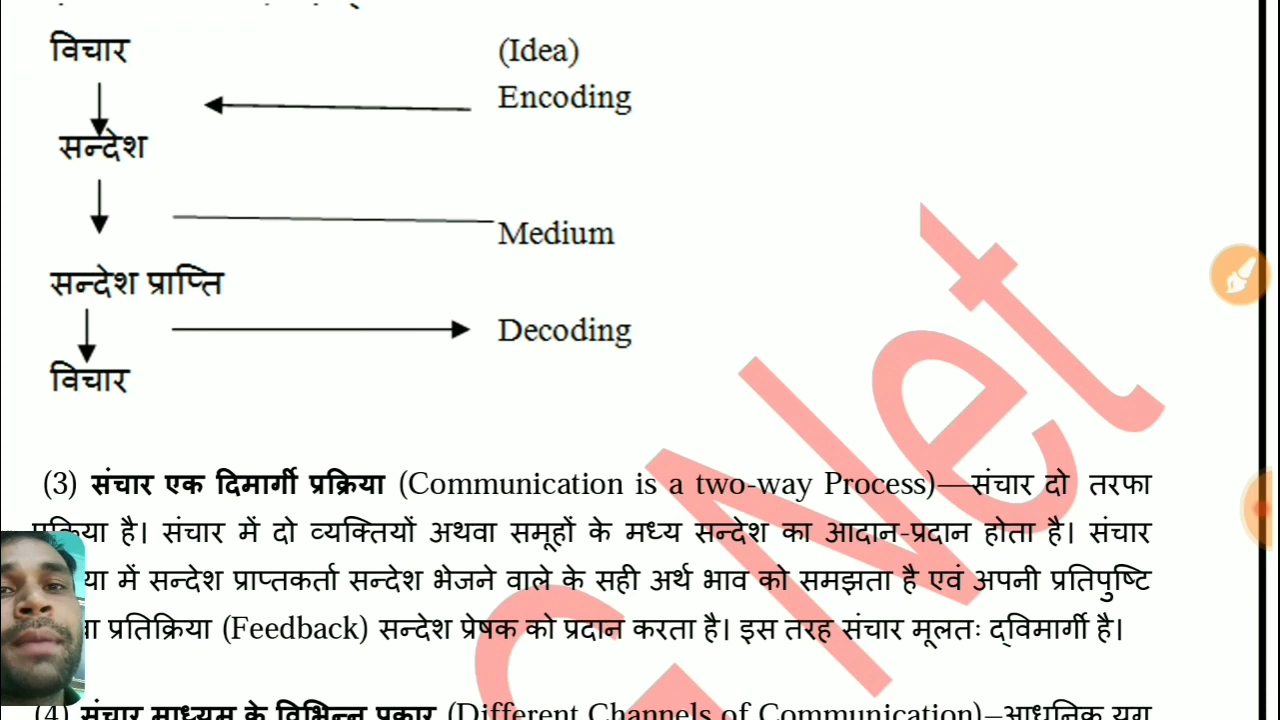 विचार (Idea)
Encoding
सन्देश
Medium
सन्देश प्राप्ति
Decoding
विचार
(3) संचार एक दिमार्गी प्रक्रिया (Communication is a two-way Process)—संचार दो तरफा
है। संचार में दो व्यक्तियों अथवा समूहों के मध्य सन्देश का आदान-प्रदान होता है। संचार
में सन्देश प्राप्तकर्ता सन्देश भेजने वाले के सही अर्थ भाव को समझता है एवं अपनी प्रतिपुष्टि
प्रतिक्रिया (Feedback) सन्देश प्रेषक को प्रदान करता है। इस तरह संचार मूलतः द्विमार्गी है।
(4) संचार माध्यम के विभिन्न प्रकार (Different Channels of Communication)–आधुनिक युग
G Net